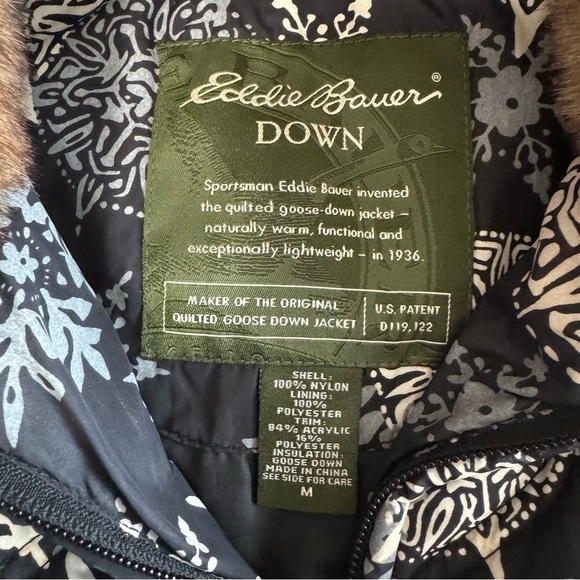 Eddie Bauer®
DOWN
Sportsman Eddie Bauer invented
the quilted goose-down jacket –
naturally warm, functional and
exceptionally lightweight – in 1936.
MAKER OF THE ORIGINAL
QUILTED GOOSE DOWN JACKET
U.S. PATENT
D119,122
SHELL:
100% NYLON
LINING:
100%
POLYESTER
TRIM:
84% ACRYLIC
16%
POLYESTER
INSULATION:
GOOSE DOWN
MADE IN CHINA
SEE SIDE FOR CARE
M